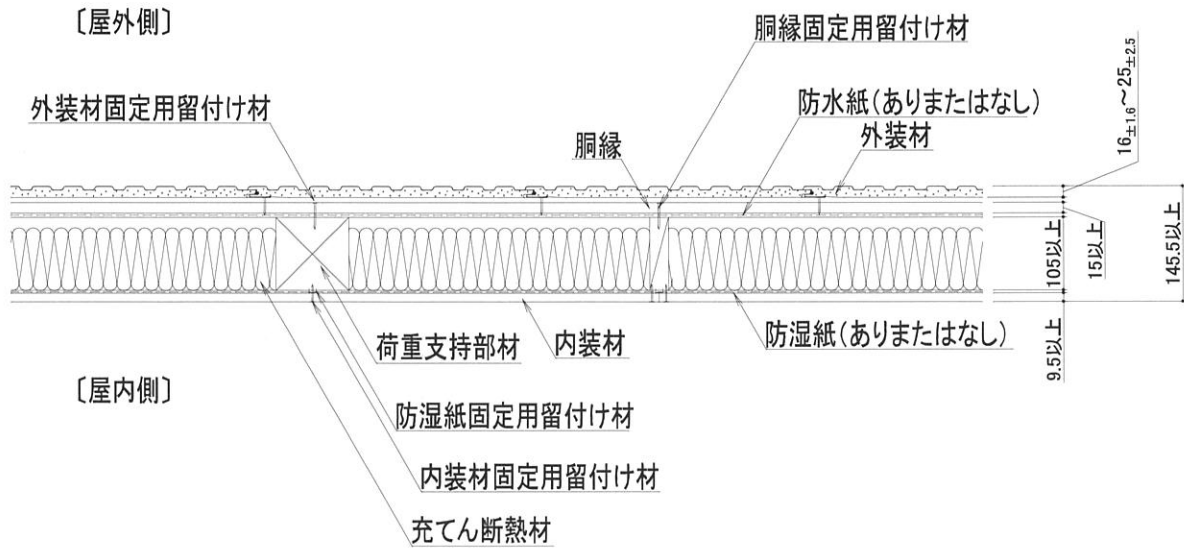 〔屋外側〕
胴縁固定用留付け材
外装材固定用留付け材
防水紙(ありまたはなし)
胴縁
外装材
16±1.6~25±2.5
105以上
15以上
145.5以上
9.5以上
荷重支持部材
内装材
防湿紙(ありまたはなし)
〔屋内側〕
防湿紙固定用留付け材
内装材固定用留付け材
充てん断熱材